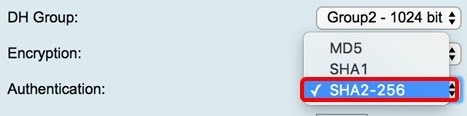 DH Group: Group2 - 1024 bit
Encryption:
MD5
SHA1
Authentication: ✓ SHA2-256